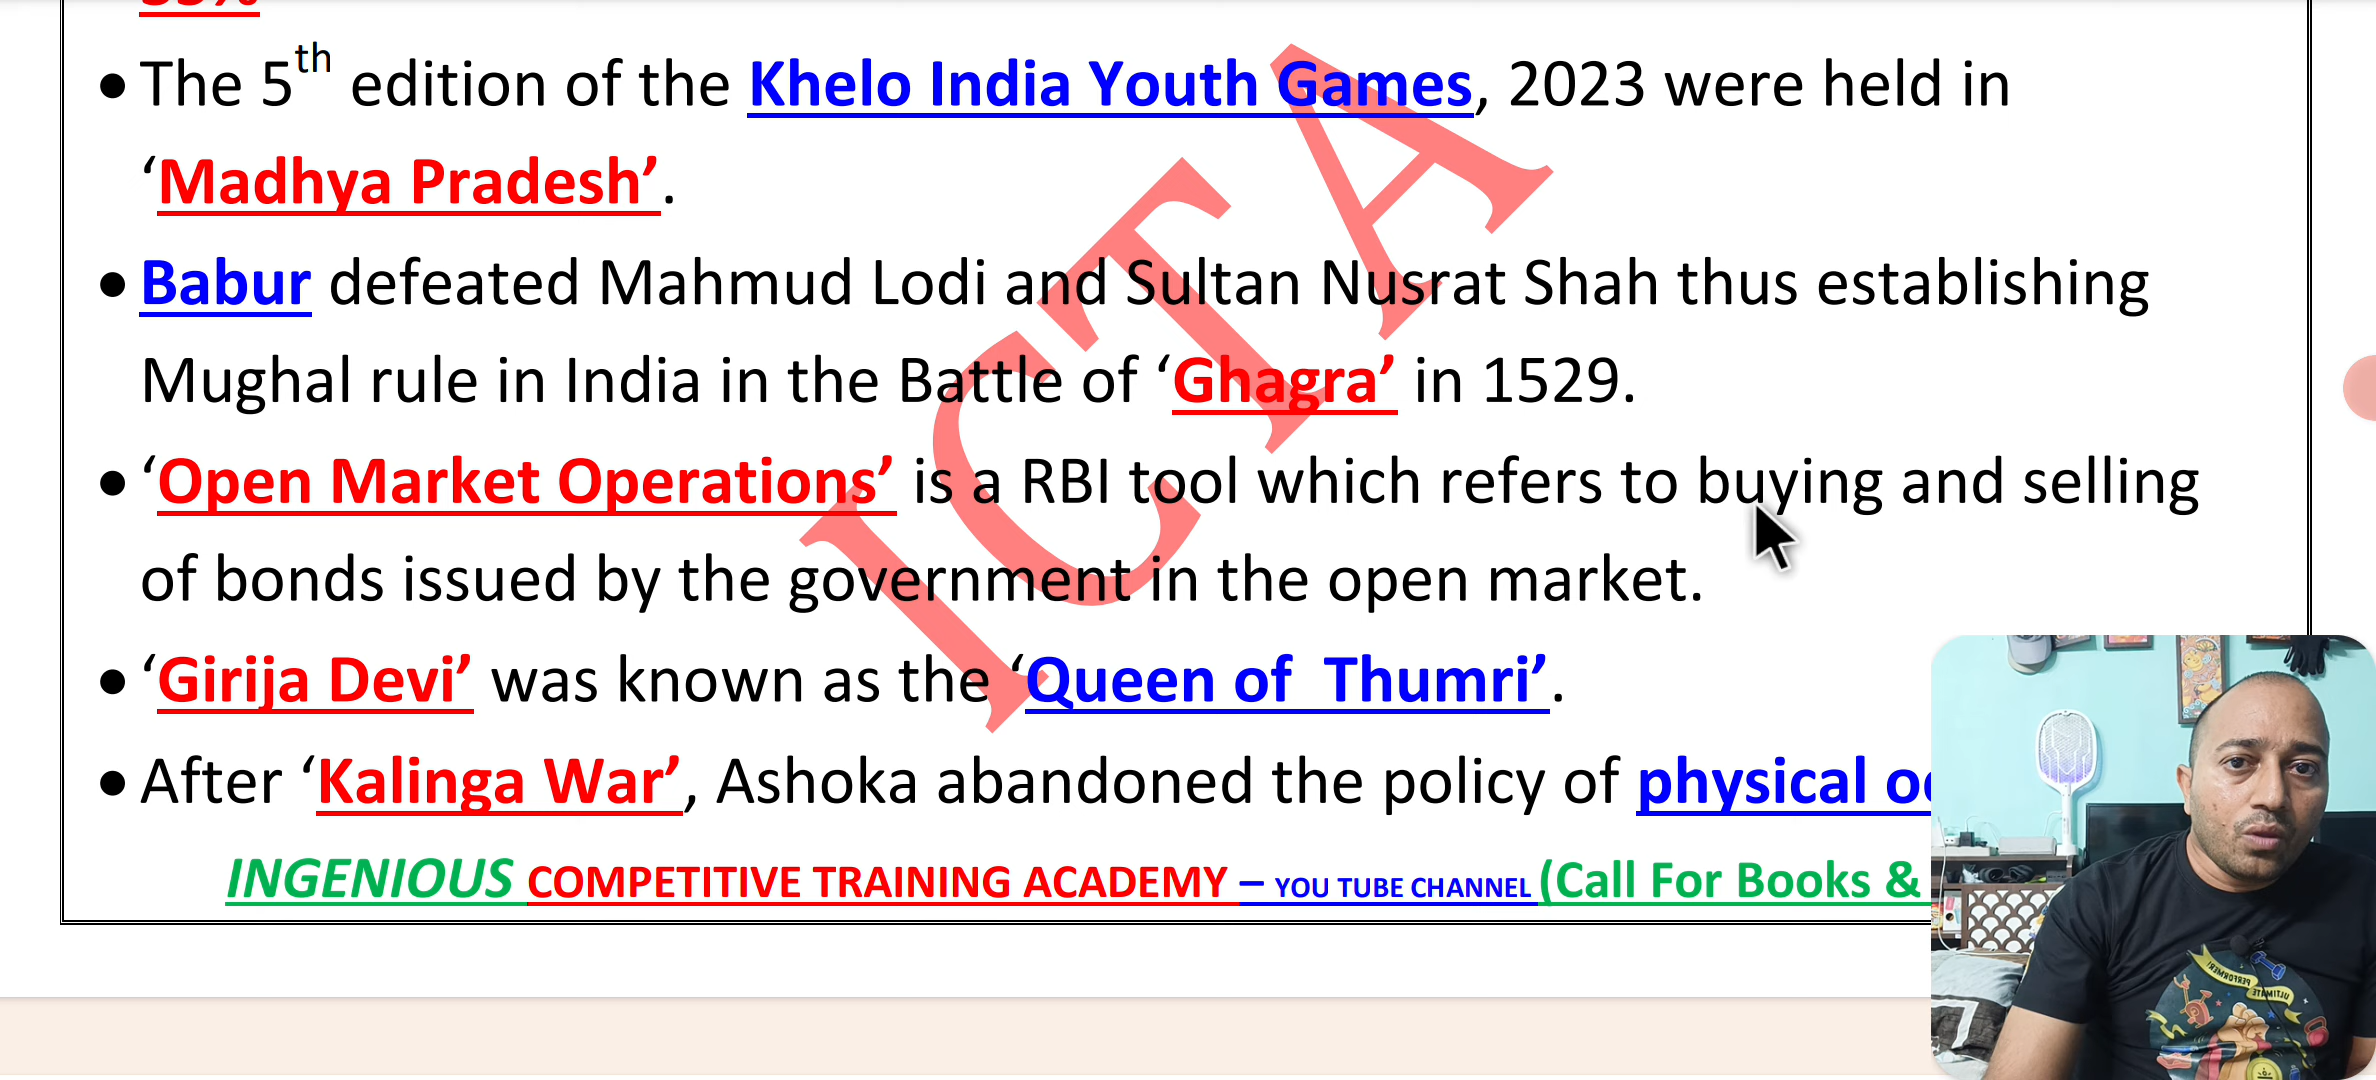 • The 5th edition of the Khelo India Youth Games, 2023 were held in
‘Madhya Pradesh’.
• Babur defeated Mahmud Lodi and Sultan Nusrat Shah thus establishing
Mughal rule in India in the Battle of ‘Ghagra’ in 1529.
• ‘Open Market Operations’ is a RBI tool which refers to buying and selling
of bonds issued by the government in the open market.
• ‘Girija Devi’ was known as the ‘Queen of  Thumri’.
• After ‘Kalinga War’, Ashoka abandoned the policy of physical
INGENIOUS COMPETITIVE TRAINING ACADEMY – YOU TUBE CHANNEL (Call For Books &
ICTA